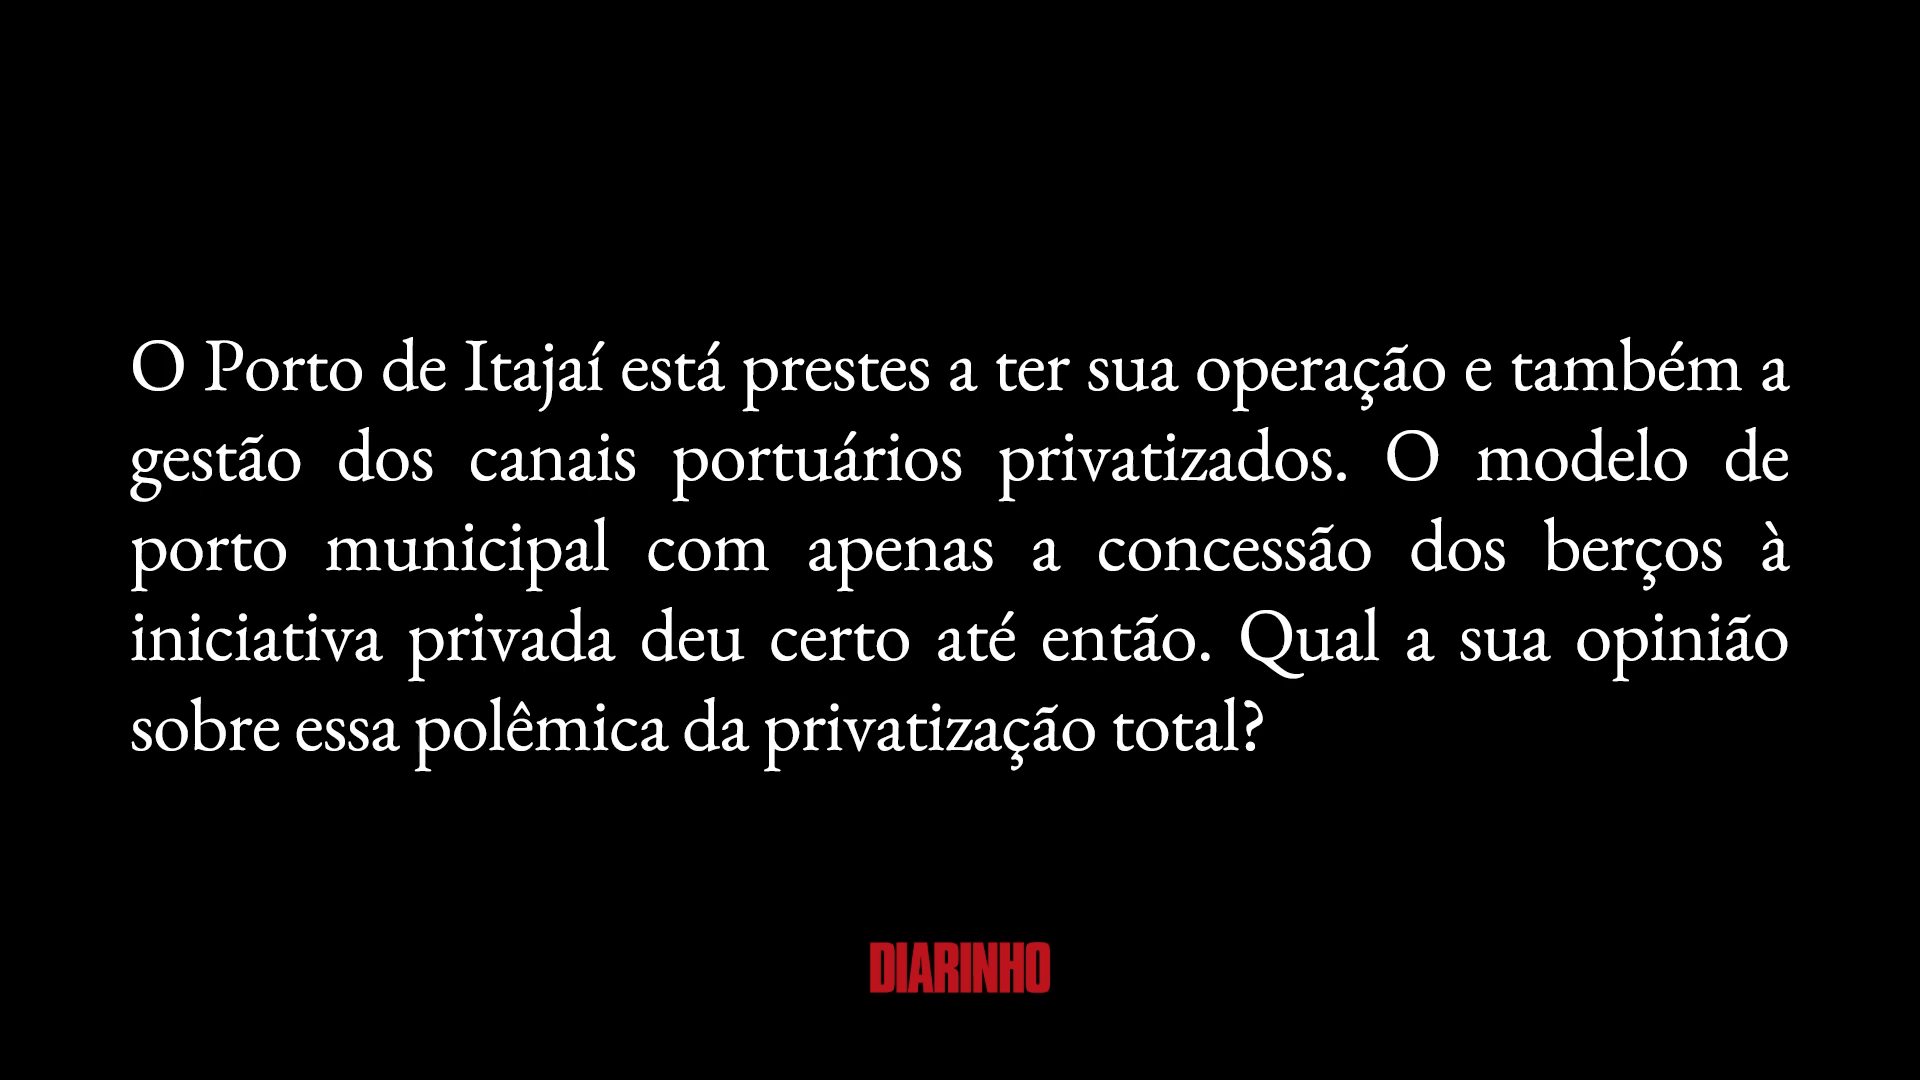 O Porto de Itajaí está prestes a ter sua operação e também a
gestão dos canais portuários privatizados. O modelo de
porto municipal com apenas a concessão dos berços à
iniciativa privada deu certo até então. Qual a sua opinião
sobre essa polêmica da privatização total?
DIARINHO